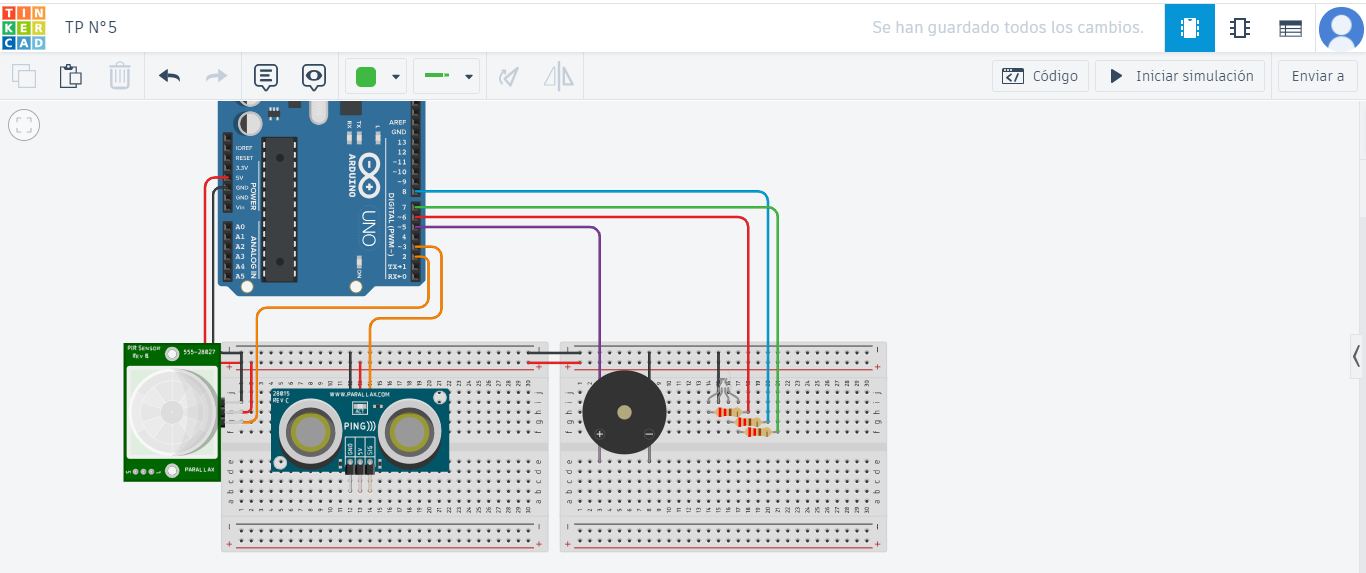 TIN
KER
CAD
TP N°5
Se han guardado todos los cambios.
Código
Iniciar simulación
Enviar a
AREF
GND
13
12
~11
~10
~9
8
7
~6
~5
4
~3
2
TX→1
RX←0
DIGITAL (PWM~)
RX
TX
L
ARDUINO
UNO
ON
IOREF
RESET
3.3V
5V
GND
GND
Vin
POWER
A0
A1
A2
A3
A4
A5
ANALOG IN
PIR SENSOR
REV B
555-28027
PARALLAX
28015
REV C
WWW.PARALLAX.COM
PING)))
GND
5V
SIG